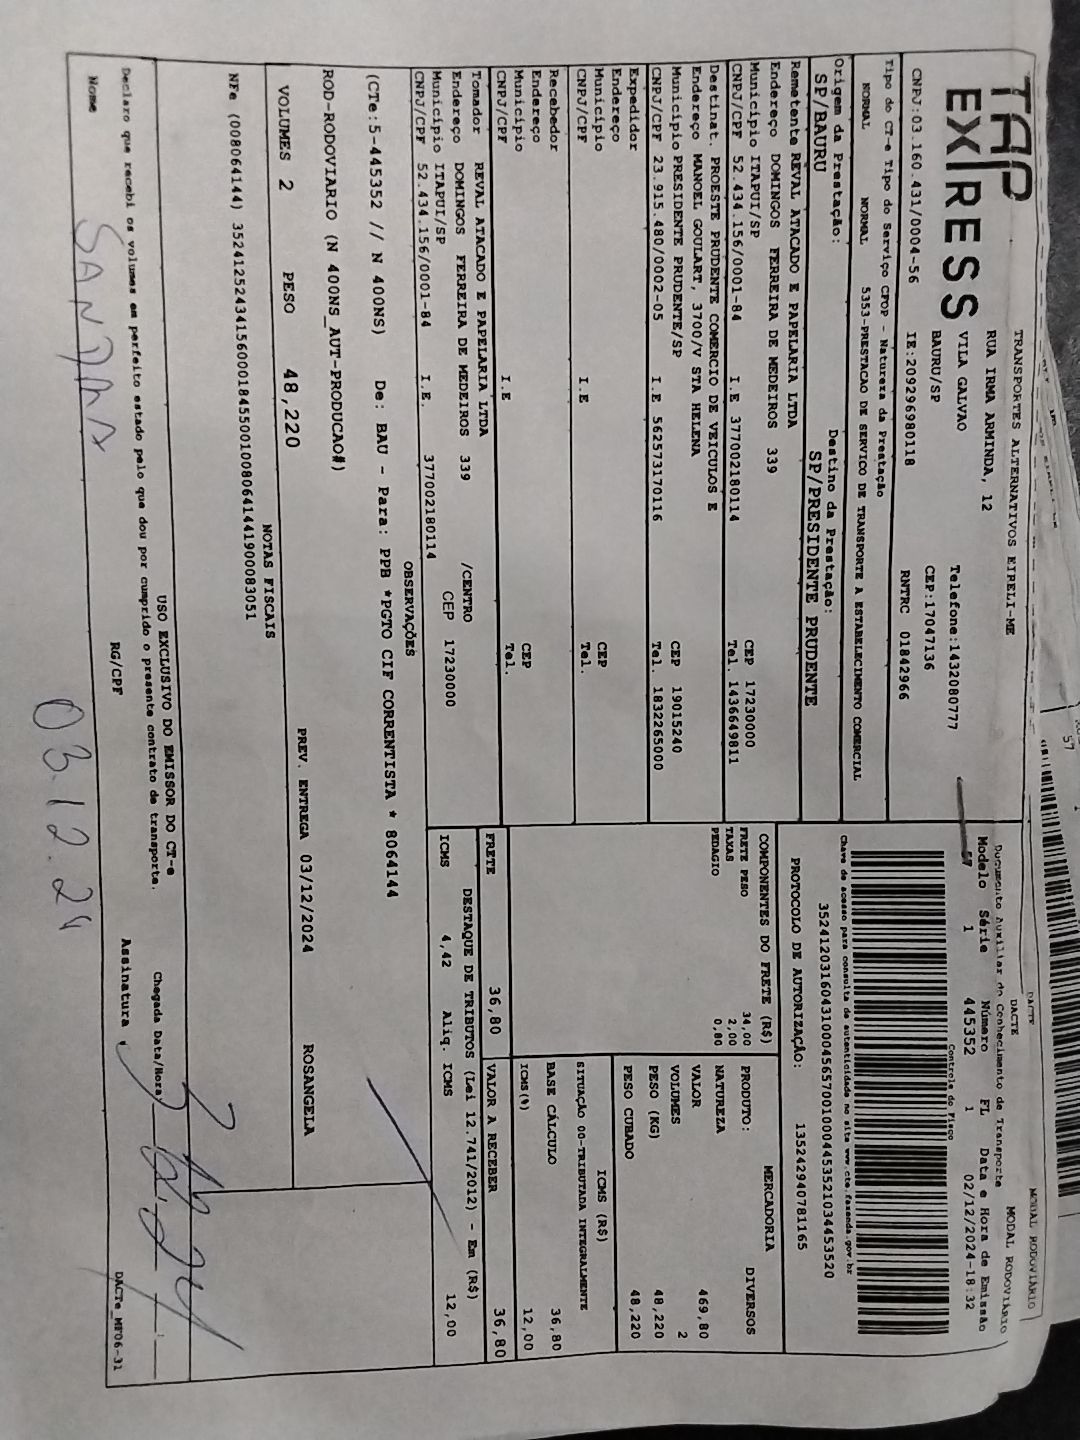 TAP
EXPRESS
TRANSPORTES ALTERNATIVOS EIRELI-ME
RUA IRMA ARMINDA, 12
VILA GALVAO
BAURU/SP
Telefone:1432080777
CEP:17047136
CNPJ:03.160.431/0004-56 IE:209296980118 RNTRC 01842966
DACTE MODAL RODOVIÁRIO
DACTE MODAL RODOVIÁRIO
Documento Auxiliar do Conhecimento de Transporte
Modelo Série Número FL Data e Hora de Emissão
57 1 445352 1 02/12/2024-18:32
Controle do Fisco
Chave de acesso para consulta de autenticidade no site www.cte.fazenda.gov.br
35241203160431000456570010004453521034453520
PROTOCOLO DE AUTORIZAÇÃO: 135242940781165
Tipo do CT-e Tipo do Serviço CFOP - Natureza da Prestação
NORMAL NORMAL 5353-PRESTACAO DE SERVICO DE TRANSPORTE A ESTABELECIMENTO COMERCIAL
Origem da Prestação: Destino da Prestação:
SP/BAURU SP/PRESIDENTE PRUDENTE
Remetente REVAL ATACADO E PAPELARIA LTDA
Endereço DOMINGOS FERREIRA DE MEDEIROS 339
Município ITAPUI/SP CEP 17230000
CNPJ/CPF 52.434.156/0001-84 I.E 377002180114 Tel. 1436649811
Destinat. PROESTE PRUDENTE COMERCIO DE VEICULOS E
Endereço MANOEL GOULART, 3700/V STA HELENA
Município PRESIDENTE PRUDENTE/SP CEP 19015240
CNPJ/CPF 23.915.480/0002-05 I.E 562573170116 Tel. 1832265000
Expedidor
Endereço
Município CEP
CNPJ/CPF I.E Tel.
Recebedor
Endereço
Município CEP
CNPJ/CPF I.E Tel.
Tomador REVAL ATACADO E PAPELARIA LTDA
Endereço DOMINGOS FERREIRA DE MEDEIROS 339 /CENTRO
Município ITAPUI/SP CEP 17230000
CNPJ/CPF 52.434.156/0001-84 I.E. 377002180114
COMPONENTES DO FRETE (R$)
FRETE PESO 34,00
TAXAS 2,00
PEDAGIO 0,80
MERCADORIA
PRODUTO: DIVERSOS
NATUREZA
VALOR 469,80
VOLUMES 2
PESO (KG) 48,220
PESO CUBADO 48,220
ICMS (R$)
SITUAÇÃO 00-TRIBUTADA INTEGRALMENTE
BASE CÁLCULO 36,80
ICMS(%) 12,00
FRETE 36,80 VALOR A RECEBER 36,80
DESTAQUE DE TRIBUTOS (Lei 12.741/2012) - Em (R$)
ICMS 4,42 Aliq. ICMS 12,00
OBSERVAÇÕES
(CTe:5-445352 // N 400NS) De: BAU - Para: PPB *PGTO CIF CORRENTISTA * 8064144
ROD-RODOVIARIO (N 400NS_AUT-PRODUCAO#)
VOLUMES 2 PESO 48,220 PREV. ENTREGA 03/12/2024 ROSANGELA
NOTAS FISCAIS
NFe (008064144) 35241252434156000184550010080641441900083051
USO EXCLUSIVO DO EMISSOR DO CT-e
Declaro que recebi os volumes em perfeito estado pelo que dou por cumprido o presente contrato de transporte.
Chegada Data/Hora
Nome RG/CPF Assinatura
SANDRA
03.12.24
DACTe_MF06-31
57